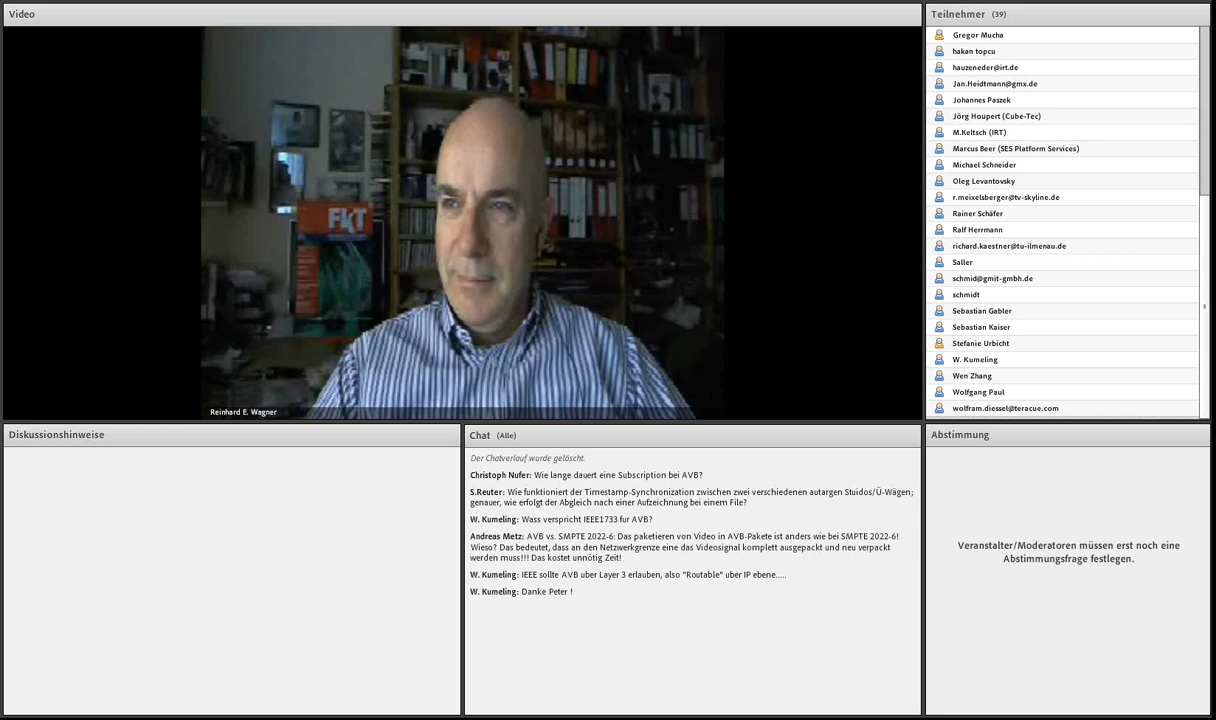 Video
FKT
Reinhard E. Wagner
Teilnehmer (39)
Gregor Mucha
hakan topcu
hauzeneder@irt.de
Jan.Heidtmann@gmx.de
Johannes Paszek
Jörg Houpert (Cube-Tec)
M.Keltsch (IRT)
Marcus Beer (SES Platform Services)
Michael Schneider
Oleg Levantovsky
r.meixelsberger@tv-skyline.de
Rainer Schäfer
Ralf Herrmann
richard.kaestner@tu-ilmenau.de
Saller
schmid@gmit-gmbh.de
schmidt
Sebastian Gabler
Sebastian Kaiser
Stefanie Urbicht
W. Kumeling
Wen Zhang
Wolfgang Paul
wolfram.diessel@teracue.com
Diskussionshinweise
Chat (Alle)
Der Chatverlauf wurde gelöscht.
Christoph Nufer: Wie lange dauert eine Subscription bei AVB?
S.Reuter: Wie funktioniert der Timestamp-Synchronization zwischen zwei verschiedenen autargen Stuidos/Ü-Wägen;
genauer, wie erfolgt der Abgleich nach einer Aufzeichnung bei einem File?
W. Kumeling: Wass verspricht IEEE1733 fur AVB?
Andreas Metz: AVB vs. SMPTE 2022-6: Das paketieren von Video in AVB-Pakete ist anders wie bei SMPTE 2022-6!
Wieso? Das bedeutet, dass an den Netzwerkgrenze eine das Videosignal komplett ausgepackt und neu verpackt
werden muss!!! Das kostet unnötig Zeit!
W. Kumeling: IEEE sollte AVB uber Layer 3 erlauben, also "Routable" uber IP ebene.....
W. Kumeling: Danke Peter !
Abstimmung
Veranstalter/Moderatoren müssen erst noch eine
Abstimmungsfrage festlegen.